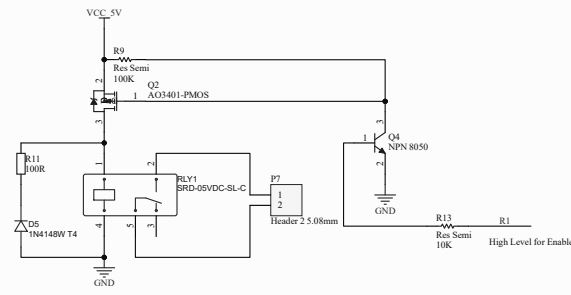 VCC_5V
R9
Res Semi
100K
2
Q2
AO3401-PMOS
1
3
3
1
Q4
NPN 8050
2
GND
R11
100R
1
2
RLY1
SRD-05VDC-SL-C
P7
1
2
Header 2 5.08mm
D5
1N4148W T4
4
5
3
GND
R13
Res Semi
10K
R1
High Level for Enable